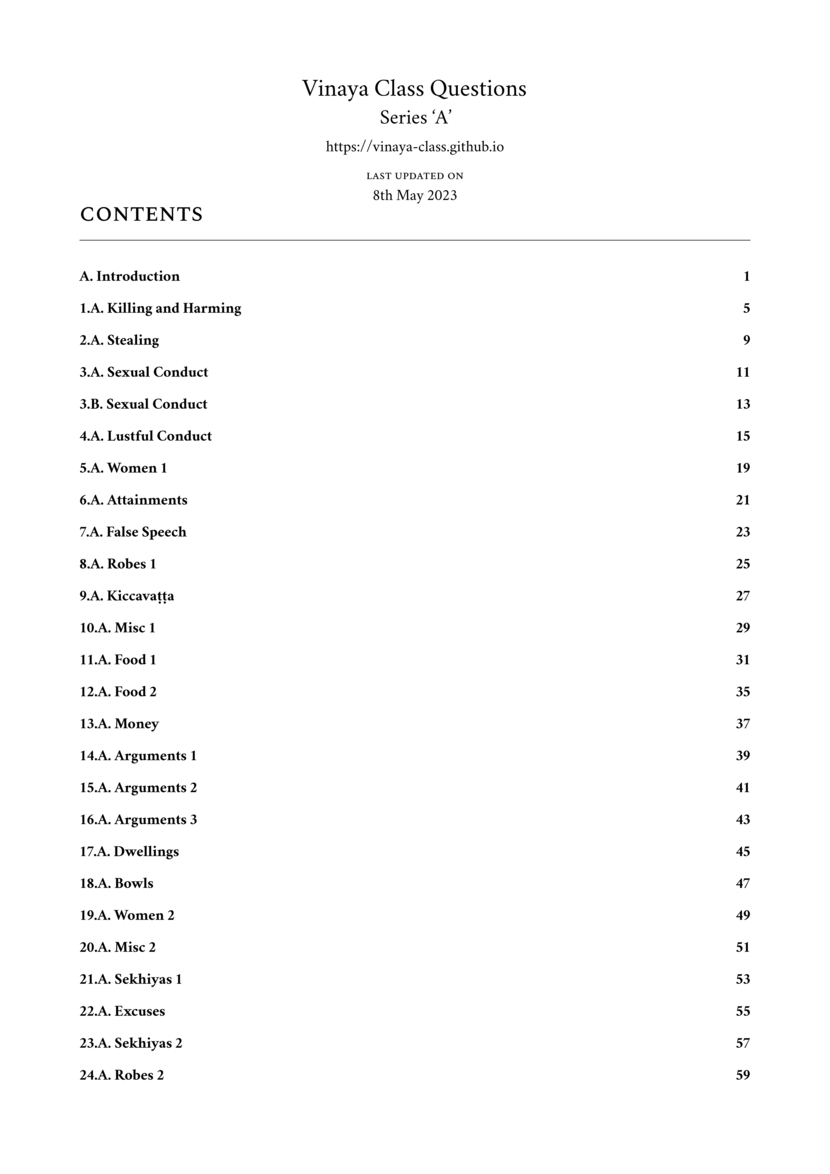 Vinaya Class Questions
Series ‘A’
https://vinaya-class.github.io
LAST UPDATED ON
8th May 2023
CONTENTS
A. Introduction 1
1.A. Killing and Harming 5
2.A. Stealing 9
3.A. Sexual Conduct 11
3.B. Sexual Conduct 13
4.A. Lustful Conduct 15
5.A. Women 1 19
6.A. Attainments 21
7.A. False Speech 23
8.A. Robes 1 25
9.A. Kiccavaṭṭa 27
10.A. Misc 1 29
11.A. Food 1 31
12.A. Food 2 35
13.A. Money 37
14.A. Arguments 1 39
15.A. Arguments 2 41
16.A. Arguments 3 43
17.A. Dwellings 45
18.A. Bowls 47
19.A. Women 2 49
20.A. Misc 2 51
21.A. Sekhiyas 1 53
22.A. Excuses 55
23.A. Sekhiyas 2 57
24.A. Robes 2 59